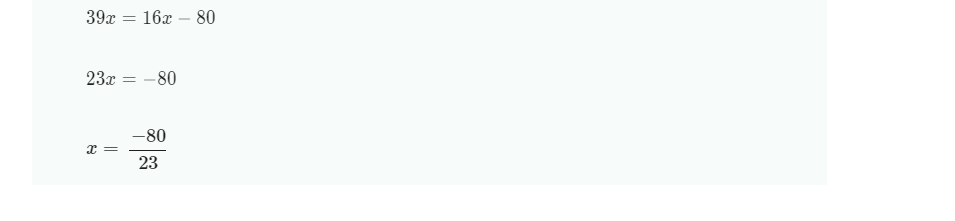 39x = 16x − 80
23x = −80
x = −80/23